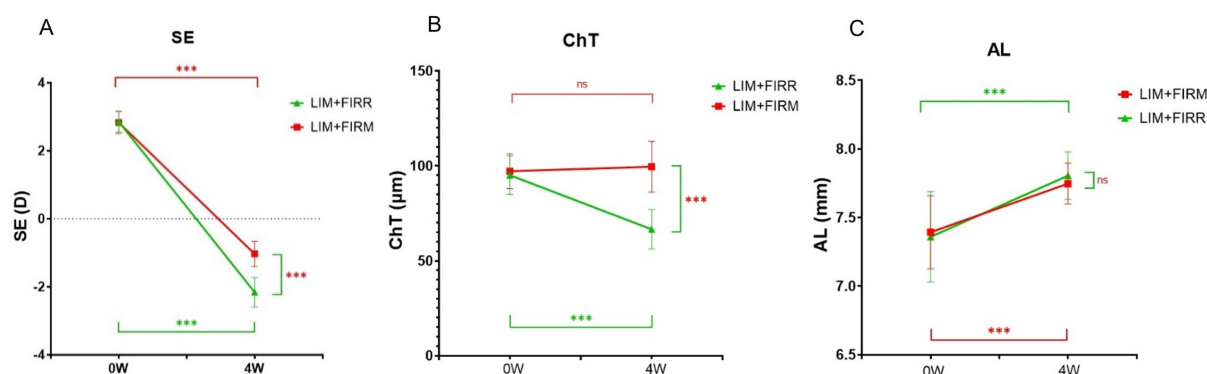 A
SE
SE (D)
4
2
0
-2
-4
0W
4W
***
***
***
LIM+FIRR
LIM+FIRM
B
ChT
ChT (µm)
150
100
50
0
0W
4W
ns
***
***
LIM+FIRR
LIM+FIRM
C
AL
AL (mm)
8.5
8.0
7.5
7.0
6.5
0W
4W
***
ns
***
LIM+FIRM
LIM+FIRR